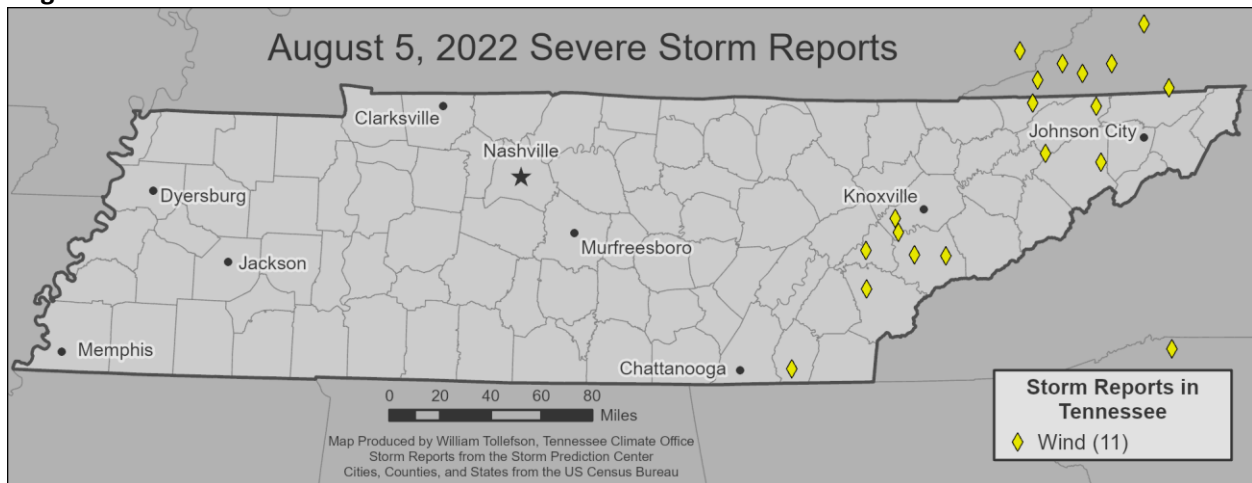 August 5, 2022 Severe Storm Reports
Clarksville
Nashville
Johnson City
Dyersburg
Knoxville
Murfreesboro
Jackson
Memphis
Chattanooga
0 20 40 60 80
Miles
Map Produced by William Tollefson, Tennessee Climate Office
Storm Reports from the Storm Prediction Center
Cities, Counties, and States from the US Census Bureau
Storm Reports in
Tennessee
Wind (11)